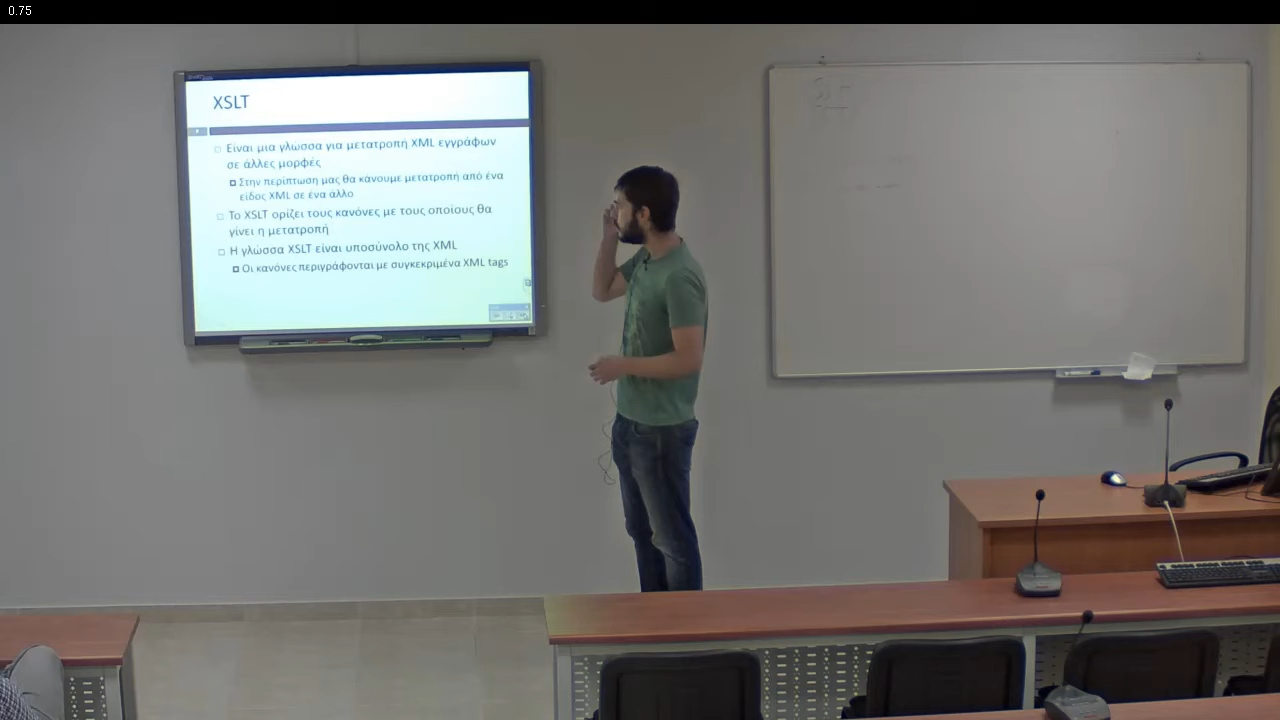 0.75
XSLT
Είναι μια γλωσσα για μετατροπή XML εγγράφων
σε άλλες μορφές
Στην περίπτωση μας θα κάνουμε μετατροπή από ένα
είδος XML σε ένα άλλο
Το XSLT ορίζει τους κανόνες με τους οποίους θα
γίνει η μετατροπή
Η γλώσσα XSLT είναι υποσύνολο της XML
Οι κανόνες περιγράφονται με συγκεκριμένα XML tags